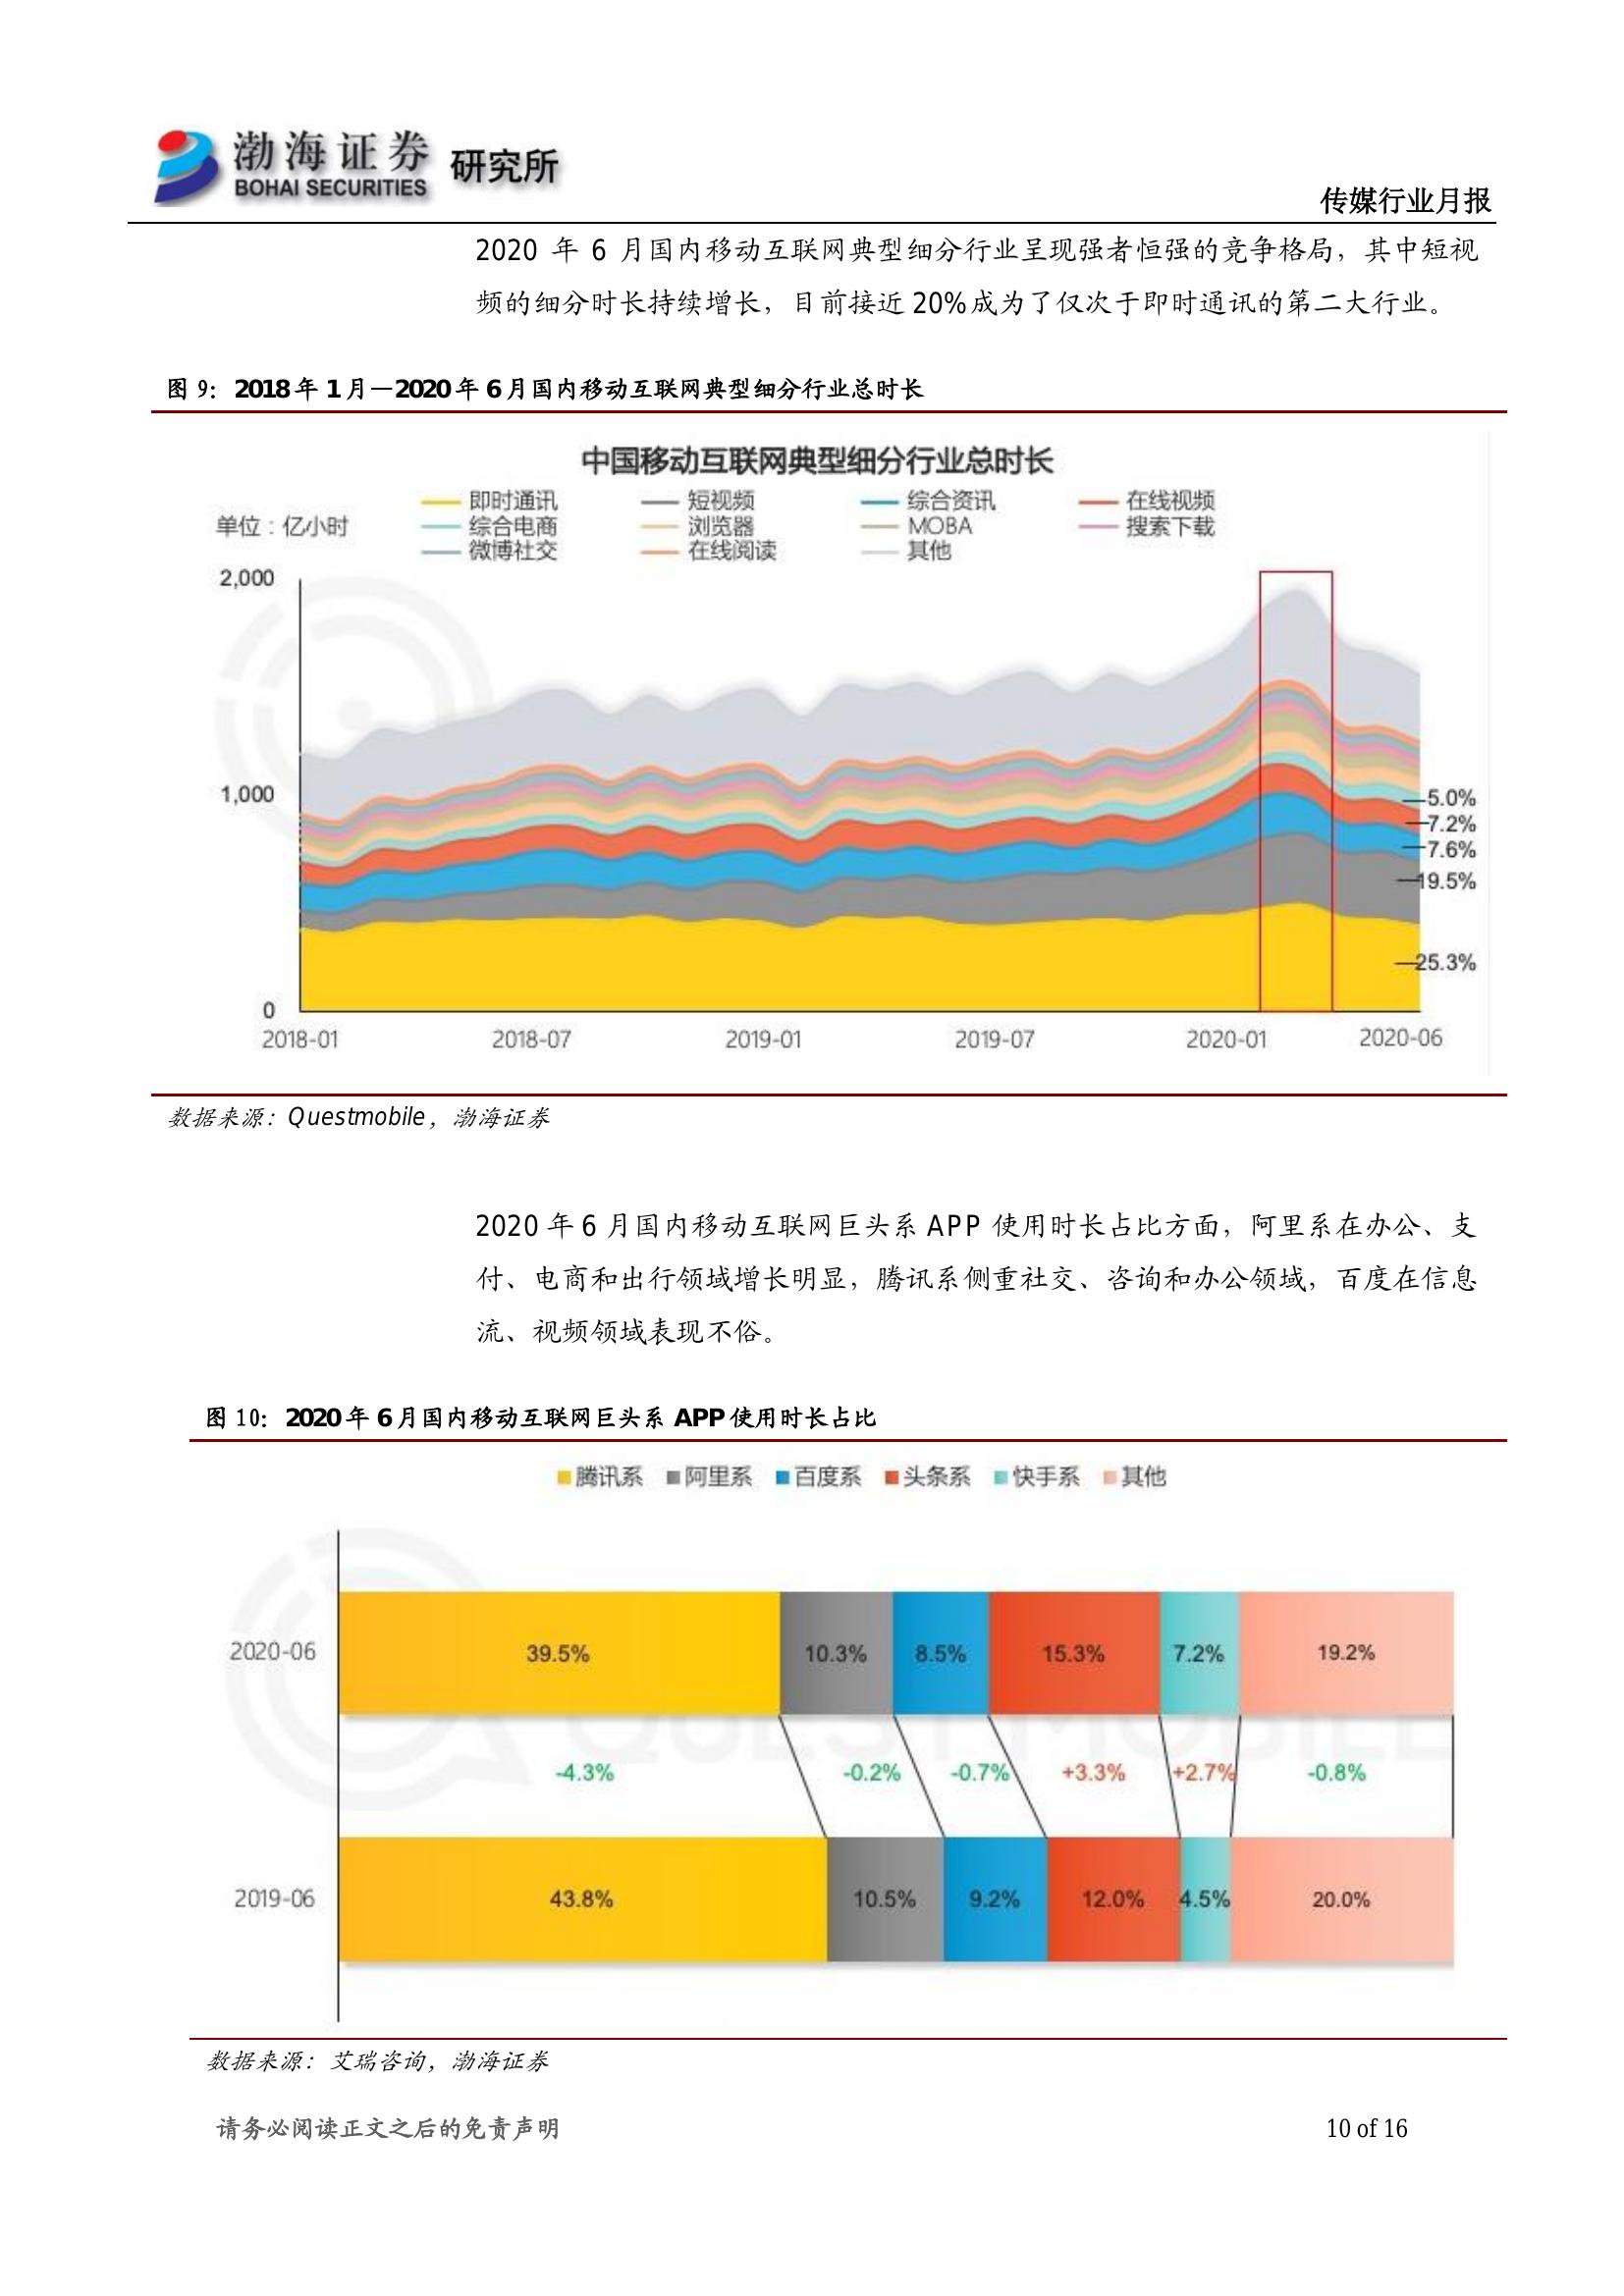 渤海证券 研究所
BOHAI SECURITIES
传媒行业月报
2020 年 6 月国内移动互联网典型细分行业呈现强者恒强的竞争格局，其中短视
频的细分时长持续增长，目前接近 20%成为了仅次于即时通讯的第二大行业。
图 9：2018 年 1 月—2020 年 6 月国内移动互联网典型细分行业总时长
中国移动互联网典型细分行业总时长
即时通讯 短视频 综合资讯 在线视频
单位：亿小时
综合电商 浏览器 MOBA 搜索下载
微博社交 在线阅读 其他
2,000
1,000
5.0%
7.2%
7.6%
19.5%
25.3%
0
2018-01 2018-07 2019-01 2019-07 2020-01 2020-06
数据来源：Questmobile，渤海证券
2020 年 6 月国内移动互联网巨头系 APP 使用时长占比方面，阿里系在办公、支
付、电商和出行领域增长明显，腾讯系侧重社交、咨询和办公领域，百度在信息
流、视频领域表现不俗。
图 10：2020 年 6 月国内移动互联网巨头系 APP 使用时长占比
腾讯系 阿里系 百度系 头条系 快手系 其他
2020-06 39.5% 10.3% 8.5% 15.3% 7.2% 19.2%
QUESTMOBILE
-4.3% -0.2% -0.7% +3.3% +2.7% -0.8%
2019-06 43.8% 10.5% 9.2% 12.0% 4.5% 20.0%
数据来源：艾瑞咨询，渤海证券
请务必阅读正文之后的免责声明 10 of 16